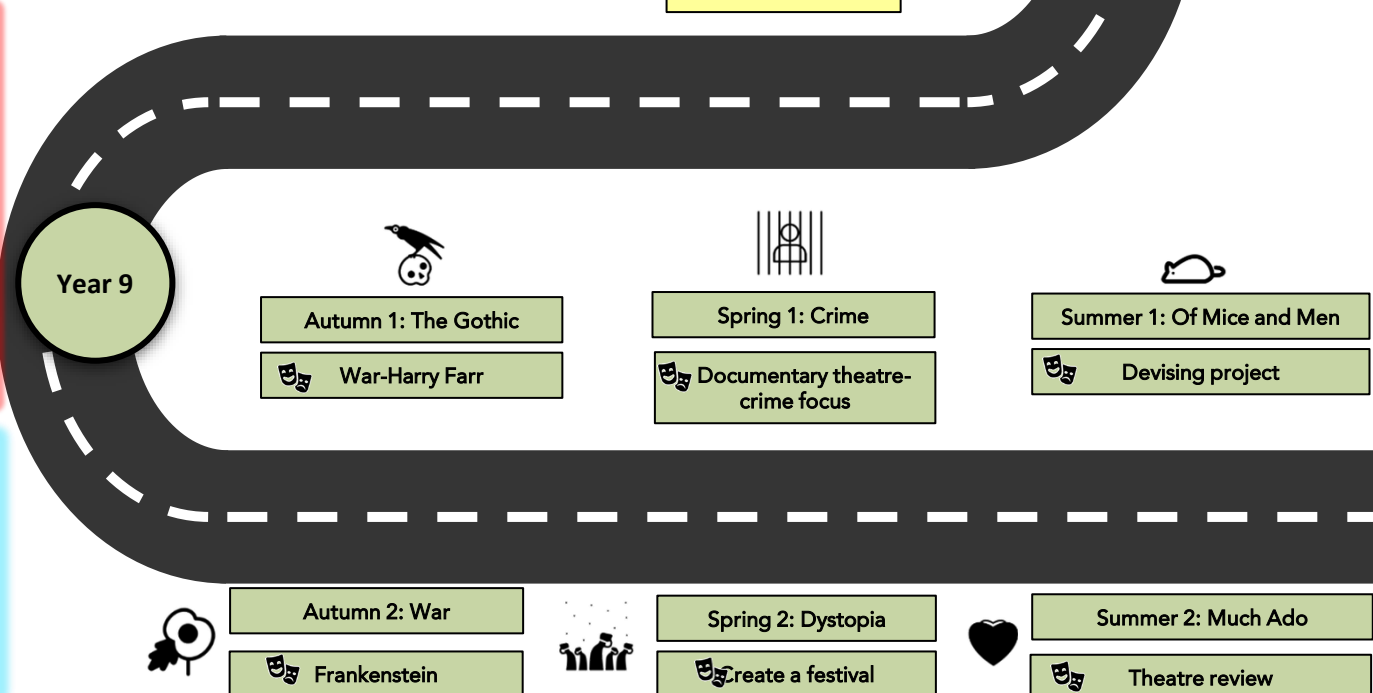 Year 9
Autumn 1: The Gothic
War-Harry Farr
Spring 1: Crime
Documentary theatre-
crime focus
Summer 1: Of Mice and Men
Devising project
Autumn 2: War
Frankenstein
Spring 2: Dystopia
Create a festival
Summer 2: Much Ado
Theatre review